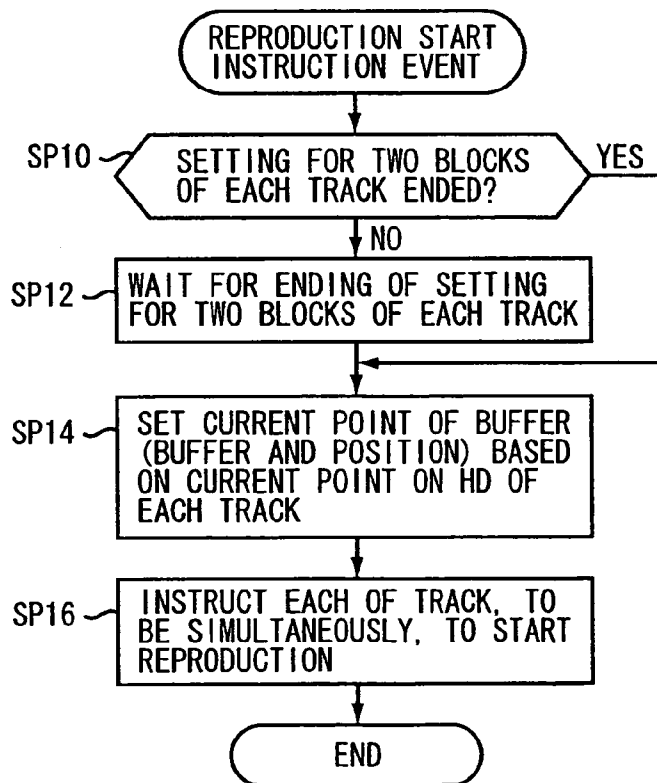 REPRODUCTION START
INSTRUCTION EVENT
SP10
SETTING FOR TWO BLOCKS
OF EACH TRACK ENDED?
YES
NO
SP12
WAIT FOR ENDING OF SETTING
FOR TWO BLOCKS OF EACH TRACK
SP14
SET CURRENT POINT OF BUFFER
(BUFFER AND POSITION) BASED
ON CURRENT POINT ON HD OF
EACH TRACK
SP16
INSTRUCT EACH OF TRACK, TO
BE SIMULTANEOUSLY, TO START
REPRODUCTION
END